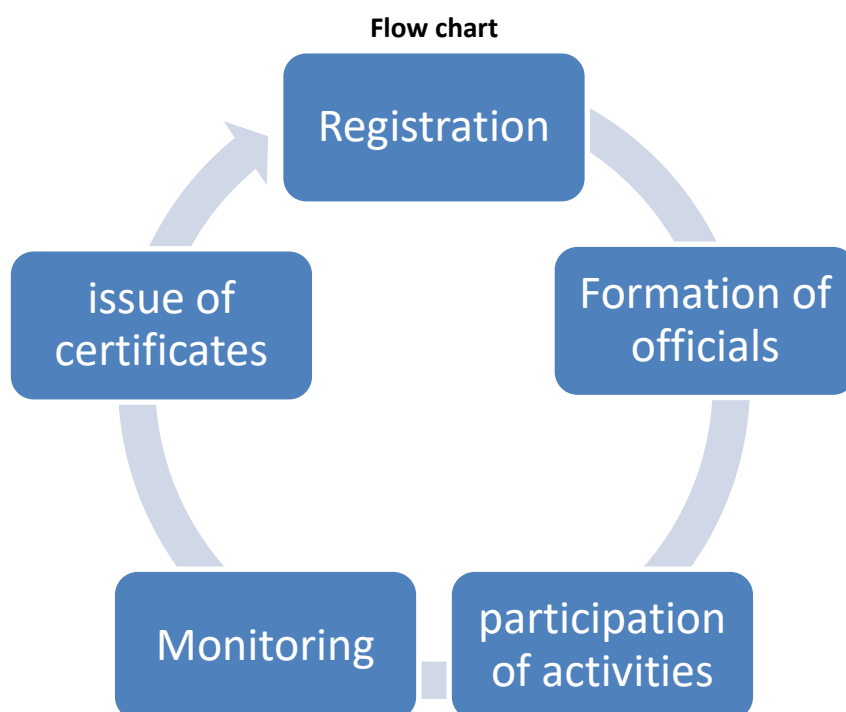 Flow chart
Registration
Formation of
officials
participation
of activities
Monitoring
issue of
certificates